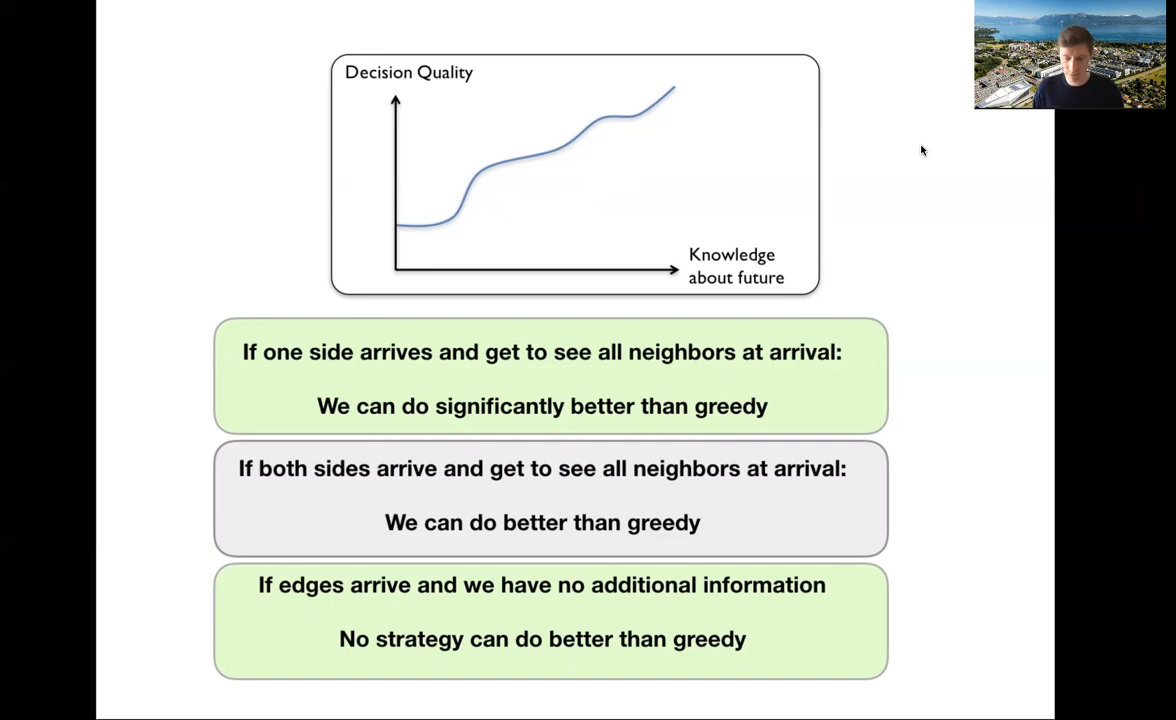 Decision Quality
Knowledge
about future
If one side arrives and get to see all neighbors at arrival:
We can do significantly better than greedy
If both sides arrive and get to see all neighbors at arrival:
We can do better than greedy
If edges arrive and we have no additional information
No strategy can do better than greedy